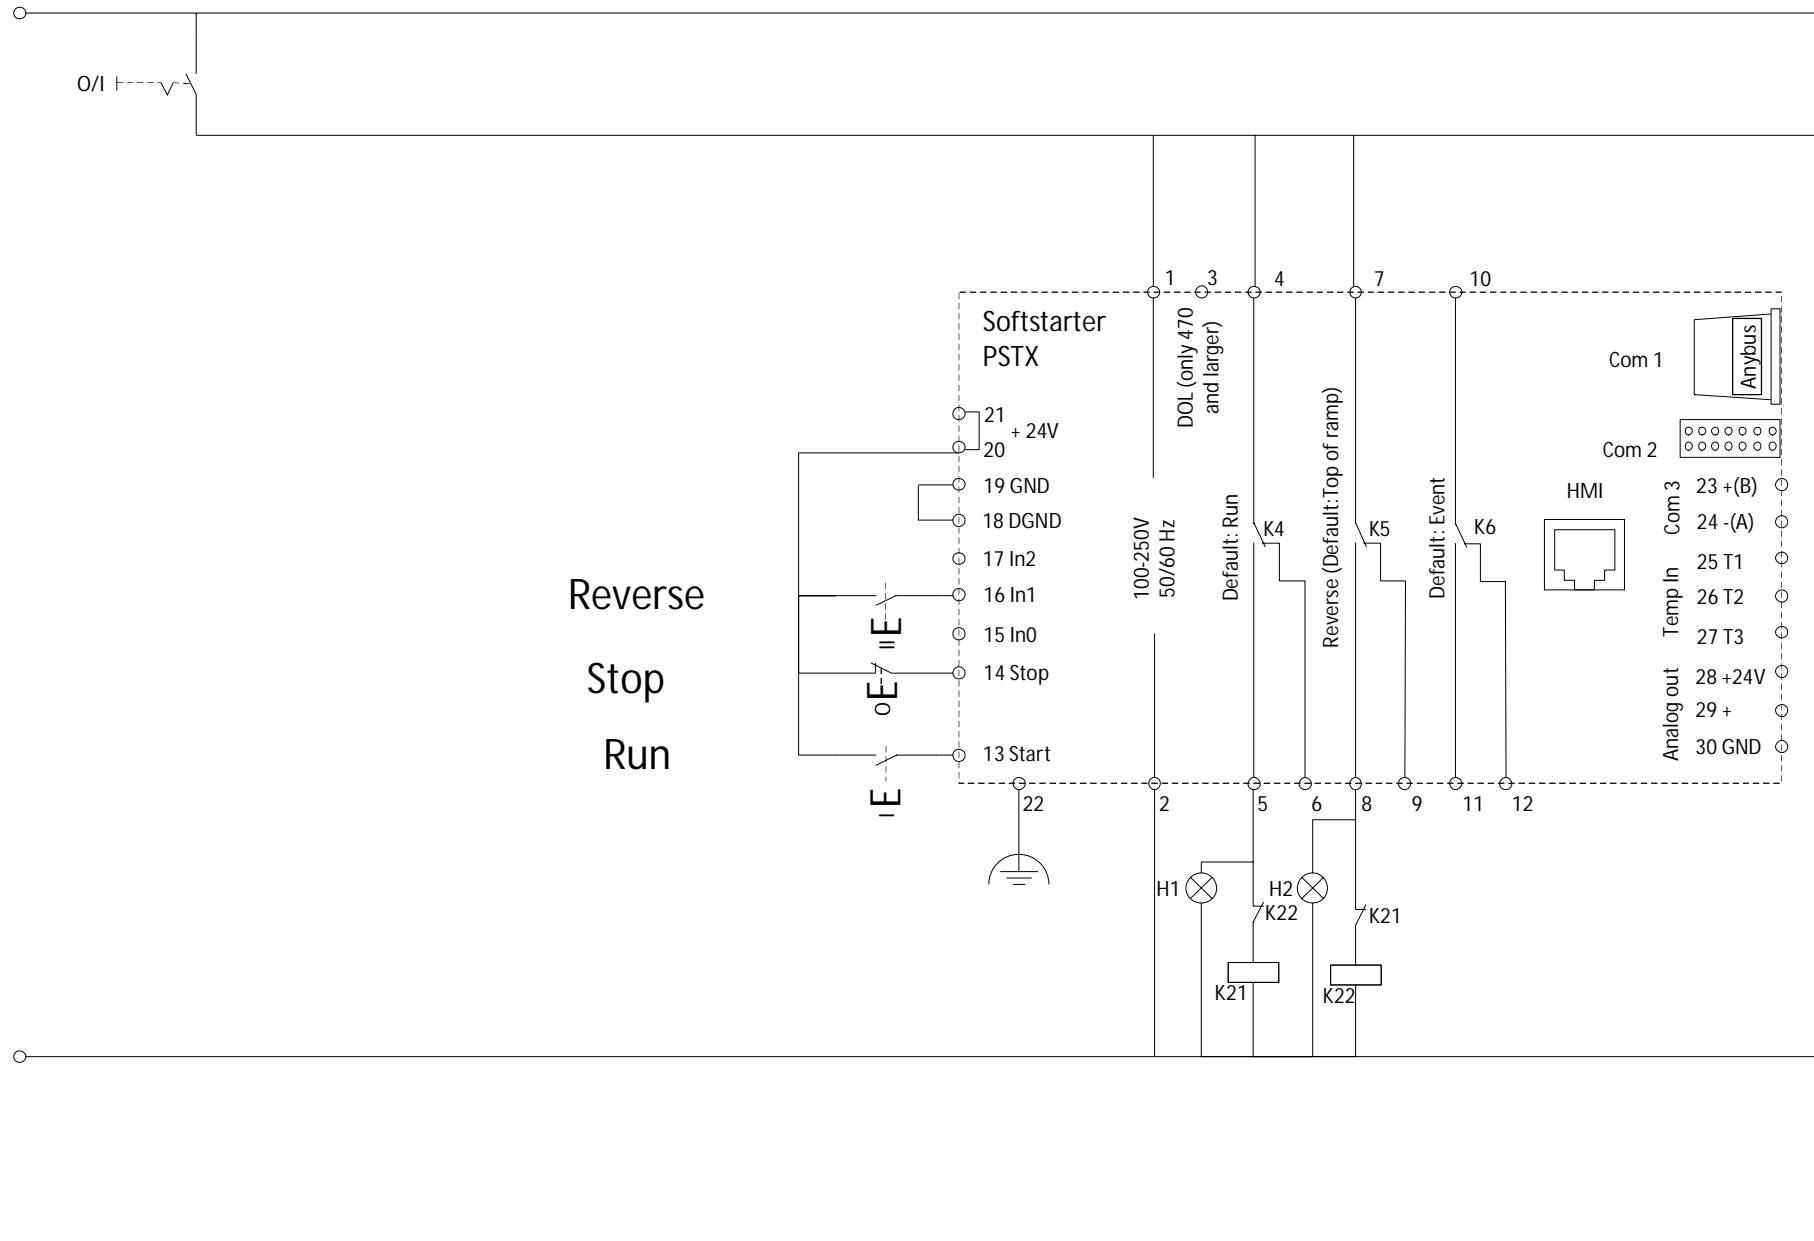 O/I
1
3
4
7
10
Softstarter
PSTX
DOL (only 470
and larger)
Com 1
Anybus
21
+ 24V
20
Com 2
19 GND
18 DGND
17 In2
16 In1
15 In0
14 Stop
13 Start
Reverse
Stop
Run
II
O
I
100-250V
50/60 Hz
Default: Run
K4
Reverse (Default:Top of ramp)
K5
Default: Event
K6
HMI
Com 3
23 +(B)
24 -(A)
Temp In
25 T1
26 T2
27 T3
Analog out
28 +24V
29 +
30 GND
22
2
5
6
8
9
11
12
H1
K22
H2
K21
K21
K22